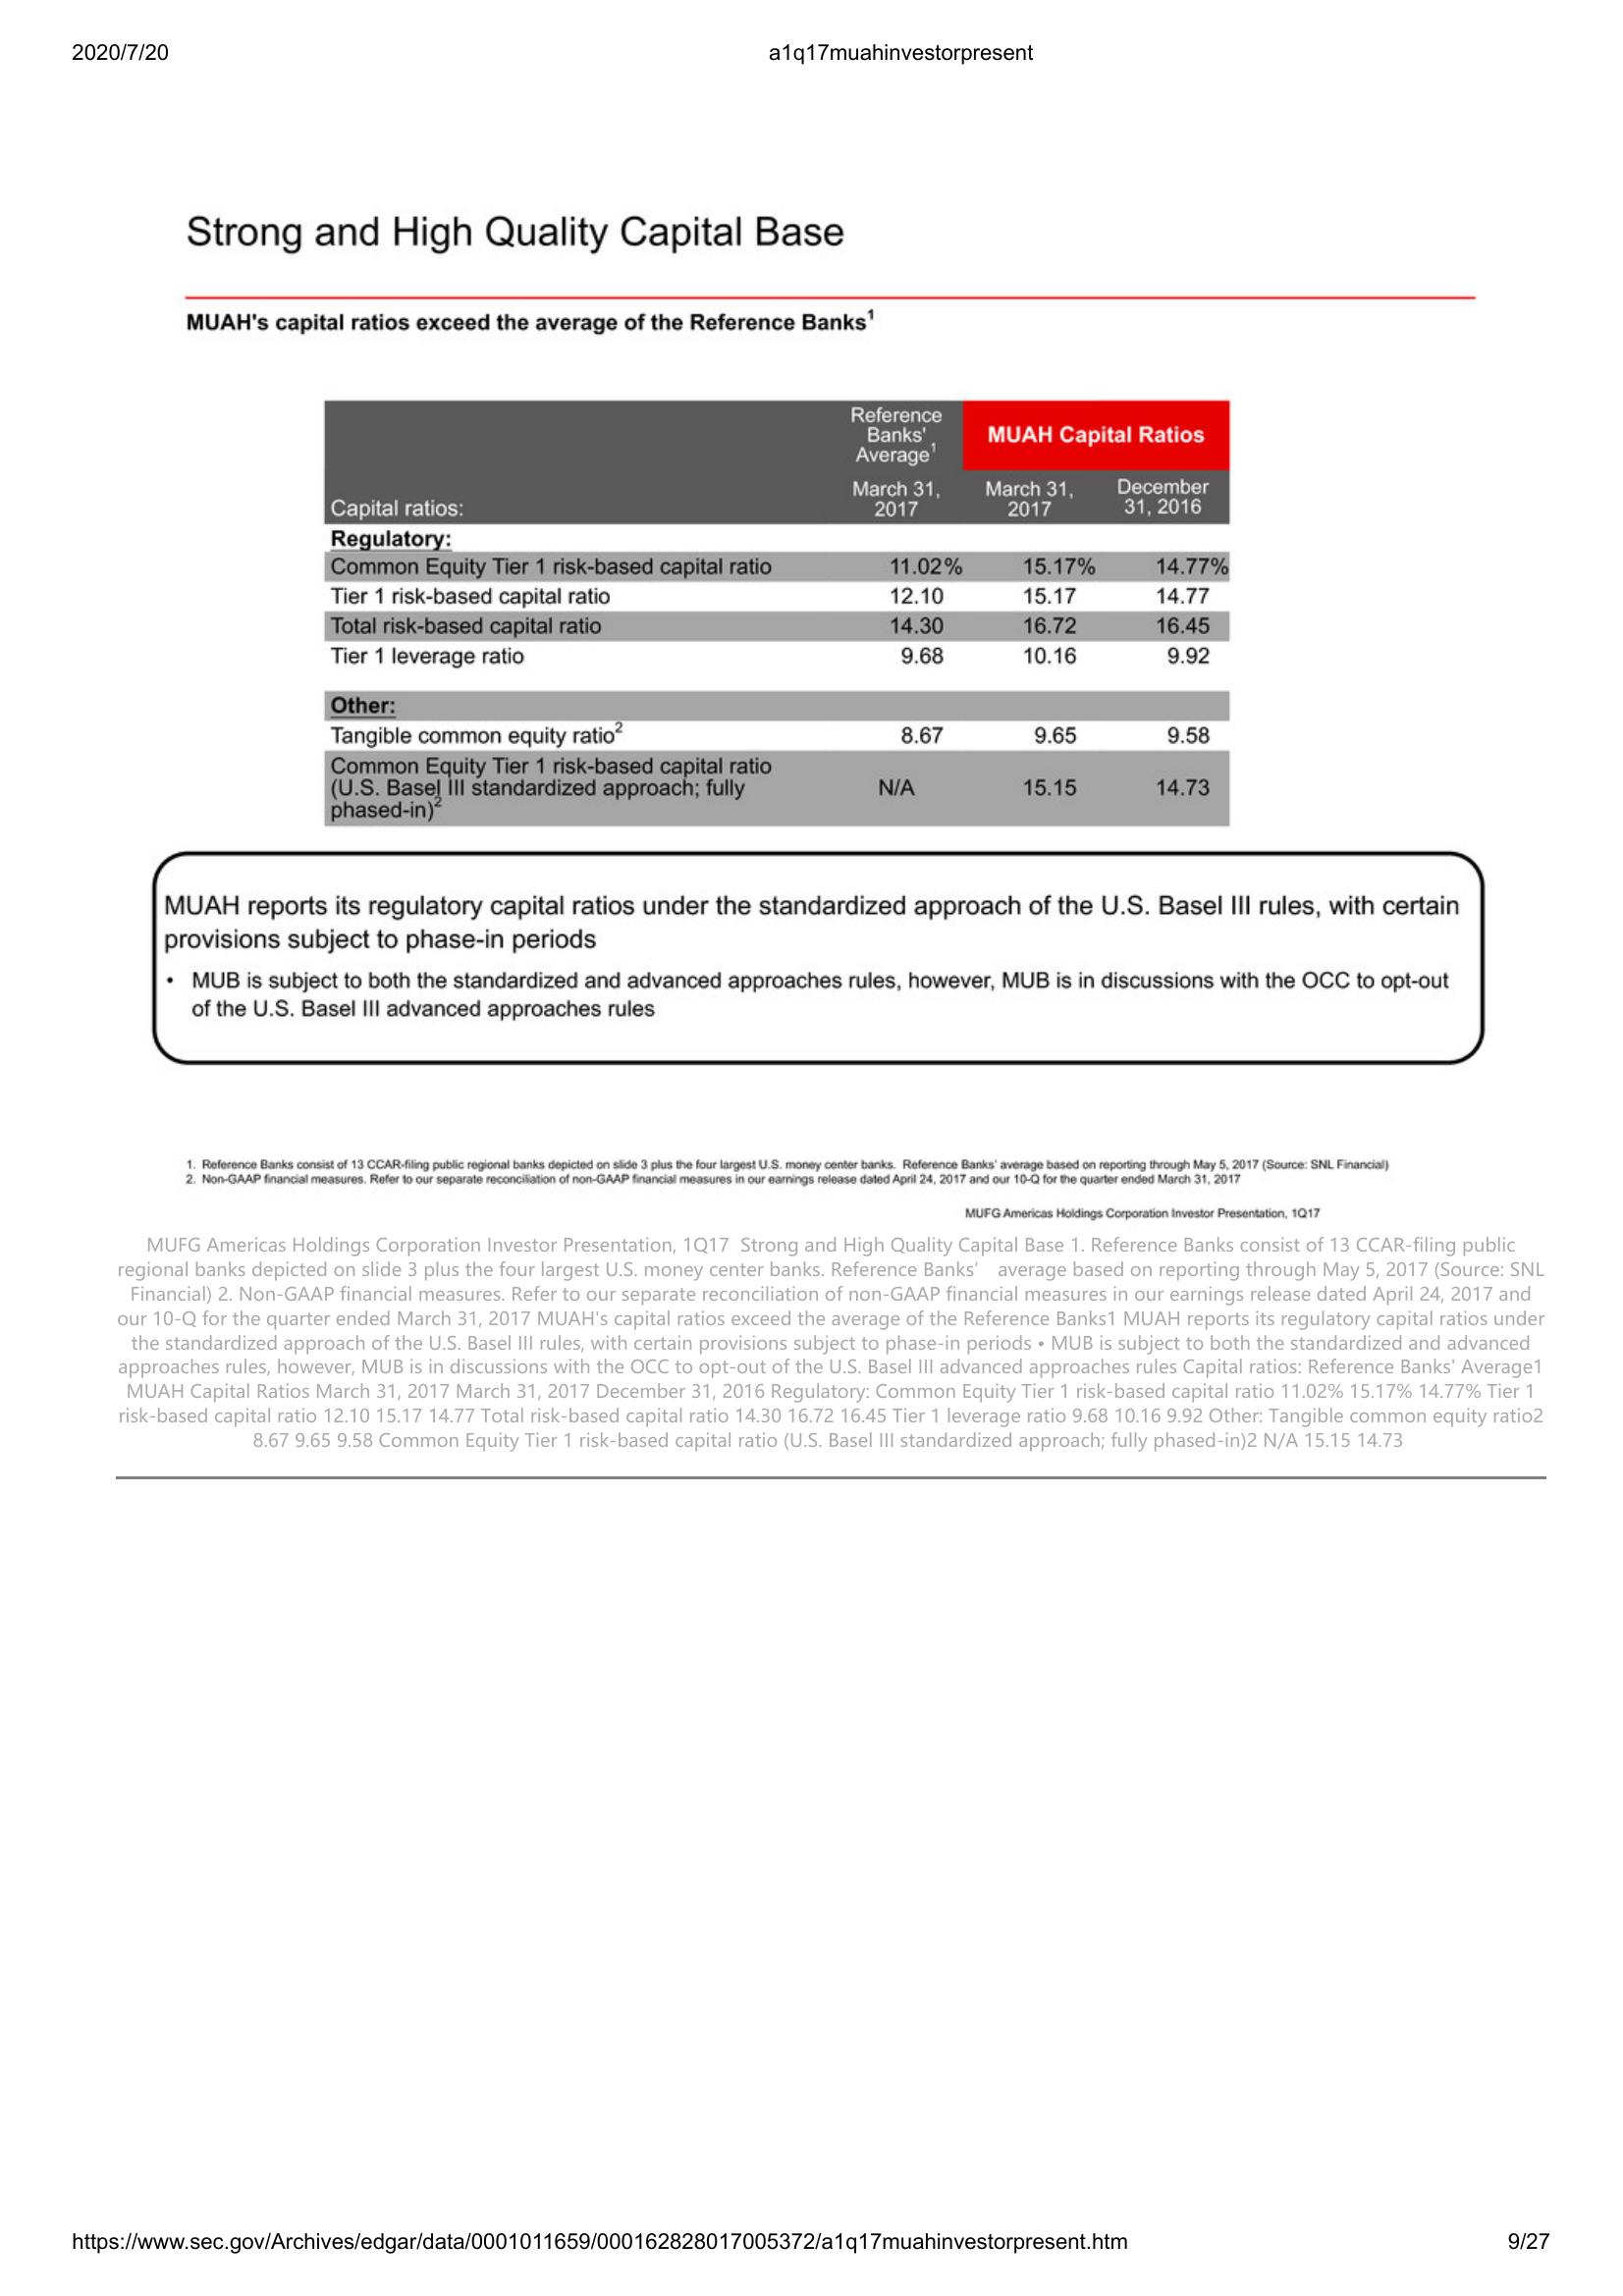 2020/7/20
a1q17muahinvestorpresent
Strong and High Quality Capital Base
MUAH's capital ratios exceed the average of the Reference Banks1
Reference Banks' Average1
MUAH Capital Ratios
Capital ratios:
March 31, 2017
March 31, 2017
December 31, 2016
Regulatory:
Common Equity Tier 1 risk-based capital ratio 11.02% 15.17% 14.77%
Tier 1 risk-based capital ratio 12.10 15.17 14.77
Total risk-based capital ratio 14.30 16.72 16.45
Tier 1 leverage ratio 9.68 10.16 9.92
Other:
Tangible common equity ratio2 8.67 9.65 9.58
Common Equity Tier 1 risk-based capital ratio
(U.S. Basel III standardized approach; fully N/A 15.15 14.73
phased-in)2
MUAH reports its regulatory capital ratios under the standardized approach of the U.S. Basel III rules, with certain
provisions subject to phase-in periods
• MUB is subject to both the standardized and advanced approaches rules, however, MUB is in discussions with the OCC to opt-out
of the U.S. Basel III advanced approaches rules
1. Reference Banks consist of 13 CCAR-filing public regional banks depicted on slide 3 plus the four largest U.S. money center banks. Reference Banks' average based on reporting through May 5, 2017 (Source: SNL Financial)
2. Non-GAAP financial measures. Refer to our separate reconciliation of non-GAAP financial measures in our earnings release dated April 24, 2017 and our 10-Q for the quarter ended March 31, 2017
MUFG Americas Holdings Corporation Investor Presentation, 1Q17
MUFG Americas Holdings Corporation Investor Presentation, 1Q17 Strong and High Quality Capital Base 1. Reference Banks consist of 13 CCAR-filing public
regional banks depicted on slide 3 plus the four largest U.S. money center banks. Reference Banks’ average based on reporting through May 5, 2017 (Source: SNL
Financial) 2. Non-GAAP financial measures. Refer to our separate reconciliation of non-GAAP financial measures in our earnings release dated April 24, 2017 and
our 10-Q for the quarter ended March 31, 2017 MUAH's capital ratios exceed the average of the Reference Banks1 MUAH reports its regulatory capital ratios under
the standardized approach of the U.S. Basel III rules, with certain provisions subject to phase-in periods • MUB is subject to both the standardized and advanced
approaches rules, however, MUB is in discussions with the OCC to opt-out of the U.S. Basel III advanced approaches rules Capital ratios: Reference Banks' Average1
MUAH Capital Ratios March 31, 2017 March 31, 2017 December 31, 2016 Regulatory: Common Equity Tier 1 risk-based capital ratio 11.02% 15.17% 14.77% Tier 1
risk-based capital ratio 12.10 15.17 14.77 Total risk-based capital ratio 14.30 16.72 16.45 Tier 1 leverage ratio 9.68 10.16 9.92 Other: Tangible common equity ratio2
8.67 9.65 9.58 Common Equity Tier 1 risk-based capital ratio (U.S. Basel III standardized approach; fully phased-in)2 N/A 15.15 14.73
https://www.sec.gov/Archives/edgar/data/0001011659/000162828017005372/a1q17muahinvestorpresent.htm
9/27